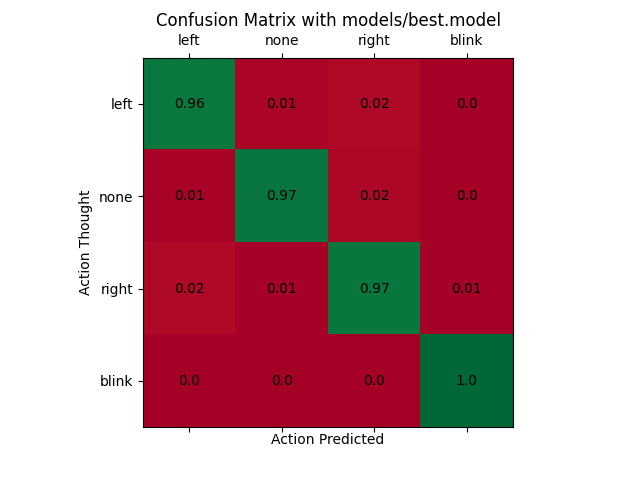 Confusion Matrix with models/best.model
left none right blink
left 0.96 0.01 0.02 0.0
none 0.01 0.97 0.02 0.0
right 0.02 0.01 0.97 0.01
blink 0.0 0.0 0.0 1.0
Action Thought
Action Predicted